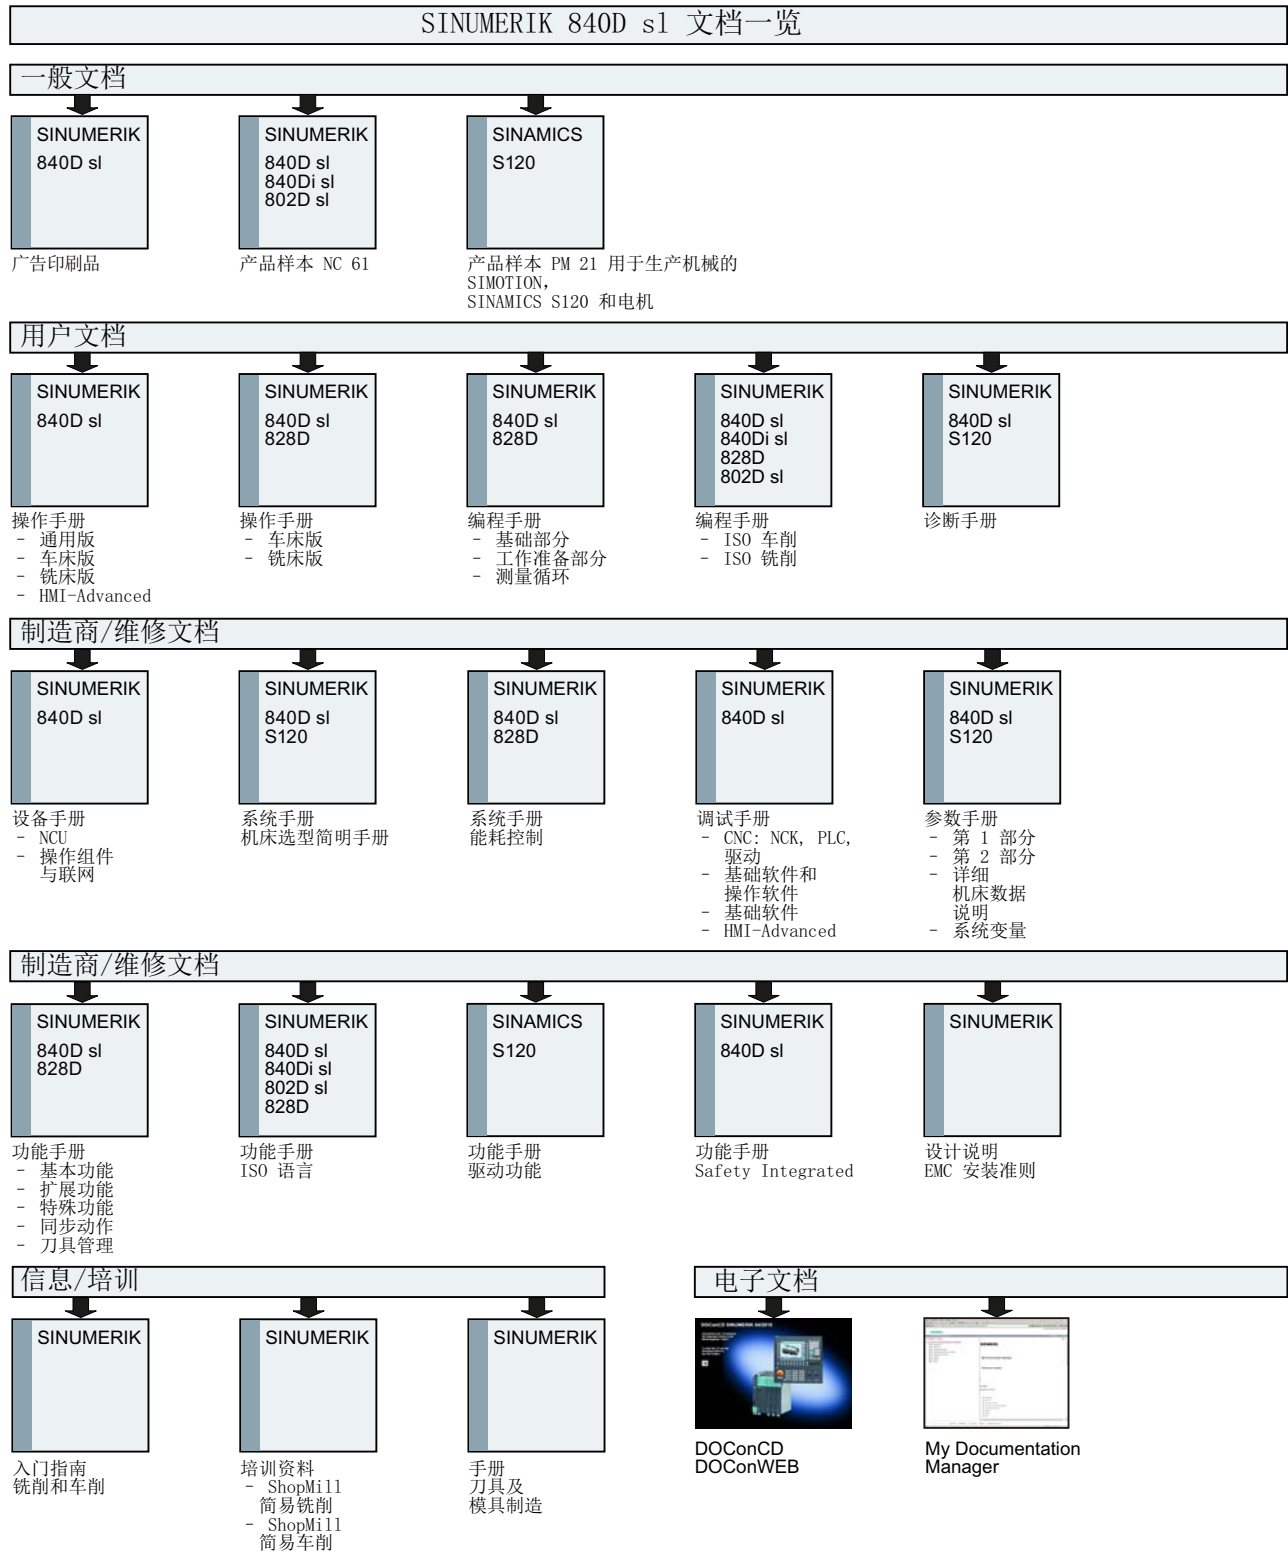 SINUMERIK 840D sl 文档一览
一般文档
SINUMERIK
840D sl
广告印刷品
SINUMERIK
840D sl
840Di sl
802D sl
产品样本 NC 61
SINAMICS
S120
产品样本 PM 21 用于生产机械的
SIMOTION,
SINAMICS S120 和电机
用户文档
SINUMERIK
840D sl
操作手册
- 通用版
- 车床版
- 铣床版
- HMI-Advanced
SINUMERIK
840D sl
828D
操作手册
- 车床版
- 铣床版
SINUMERIK
840D sl
828D
编程手册
- 基础部分
- 工作准备部分
- 测量循环
SINUMERIK
840D sl
840Di sl
828D
802D sl
编程手册
- ISO 车削
- ISO 铣削
SINUMERIK
840D sl
S120
诊断手册
制造商/维修文档
SINUMERIK
840D sl
设备手册
- NCU
- 操作组件
与联网
SINUMERIK
840D sl
S120
系统手册
机床选型简明手册
SINUMERIK
840D sl
828D
系统手册
能耗控制
SINUMERIK
840D sl
调试手册
- CNC: NCK, PLC,
驱动
- 基础软件和
操作软件
- 基础软件
- HMI-Advanced
SINUMERIK
840D sl
S120
参数手册
- 第 1 部分
- 第 2 部分
- 详细
机床数据
说明
- 系统变量
制造商/维修文档
SINUMERIK
840D sl
828D
功能手册
- 基本功能
- 扩展功能
- 特殊功能
- 同步动作
- 刀具管理
SINUMERIK
840D sl
840Di sl
802D sl
828D
功能手册
ISO 语言
SINAMICS
S120
功能手册
驱动功能
SINUMERIK
840D sl
功能手册
Safety Integrated
SINUMERIK
设计说明
EMC 安装准则
信息/培训
SINUMERIK
入门指南
铣削和车削
SINUMERIK
培训资料
- ShopMill
简易铣削
- ShopMill
简易车削
SINUMERIK
手册
刀具及
模具制造
电子文档
DOConCD
DOConWEB
My Documentation
Manager